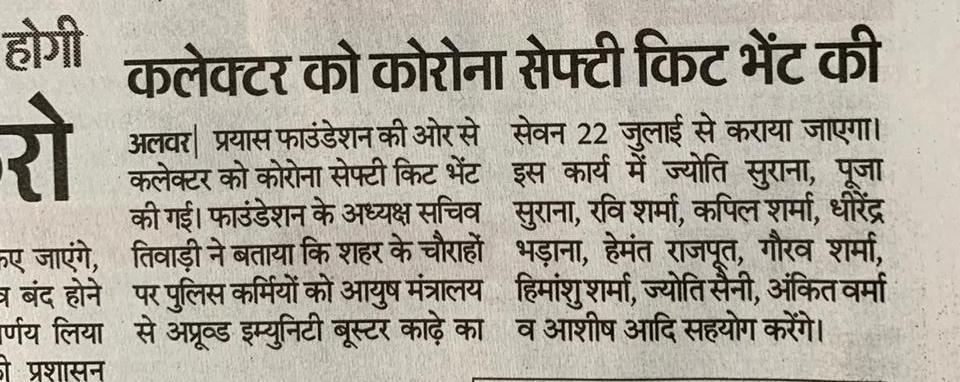 होगी
रो
कलेक्टर को कोरोना सेफ्टी किट भेंट की
अलवर| प्रयास फाउंडेशन की ओर से
कलेक्टर को कोरोना सेफ्टी किट भेंट
की गई। फाउंडेशन के अध्यक्ष सचिव
तिवाड़ी ने बताया कि शहर के चौराहों
पर पुलिस कर्मियों को आयुष मंत्रालय
से अप्रूव्ड इम्युनिटी बूस्टर काढ़े का
सेवन 22 जुलाई से कराया जाएगा।
इस कार्य में ज्योति सुराना, पूजा
सुराना, रवि शर्मा, कपिल शर्मा, धीरेंद्र
भड़ाना, हेमंत राजपूत, गौरव शर्मा,
हिमांशु शर्मा, ज्योति सैनी, अंकित वर्मा
व आशीष आदि सहयोग करेंगे।
जाएंगे,
बंद होने
लिया
प्रशासन